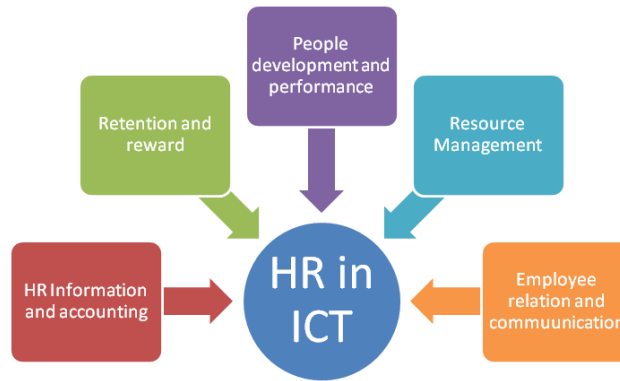 People
development and
performance
Retention and
reward
Resource
Management
HR Information
and accounting
HR in
ICT
Employee
relation and
commuunication